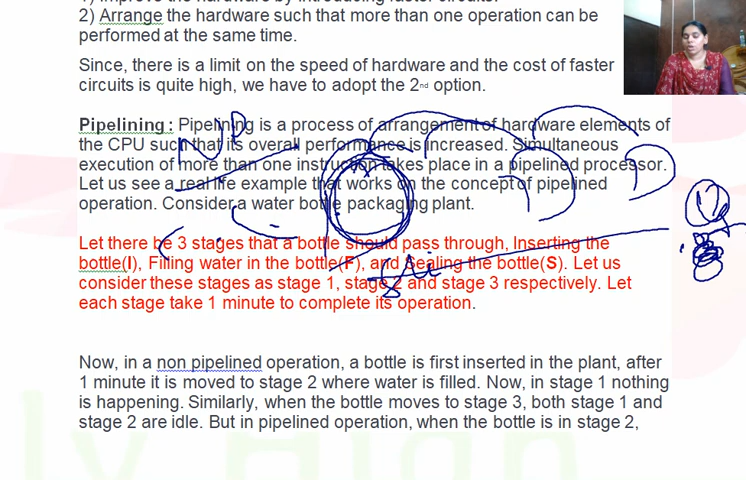 1) Improve the hardware by introducing faster circuits.
2) Arrange the hardware such that more than one operation can be
performed at the same time.
Since, there is a limit on the speed of hardware and the cost of faster
circuits is quite high, we have to adopt the 2nd option.
Pipelining : Pipelining is a process of arrangement of hardware elements of
the CPU such that its overall performance is increased. Simultaneous
execution of more than one instruction takes place in a pipelined processor.
Let us see a real life example that works on the concept of pipelined
operation. Consider a water bottle packaging plant.
NP
Let there be 3 stages that a bottle should pass through, Inserting the
bottle(I), Filling water in the bottle(F), and Sealing the bottle(S). Let us
consider these stages as stage 1, stage 2 and stage 3 respectively. Let
each stage take 1 minute to complete its operation.
Now, in a non pipelined operation, a bottle is first inserted in the plant, after
1 minute it is moved to stage 2 where water is filled. Now, in stage 1 nothing
is happening. Similarly, when the bottle moves to stage 3, both stage 1 and
stage 2 are idle. But in pipelined operation, when the bottle is in stage 2,